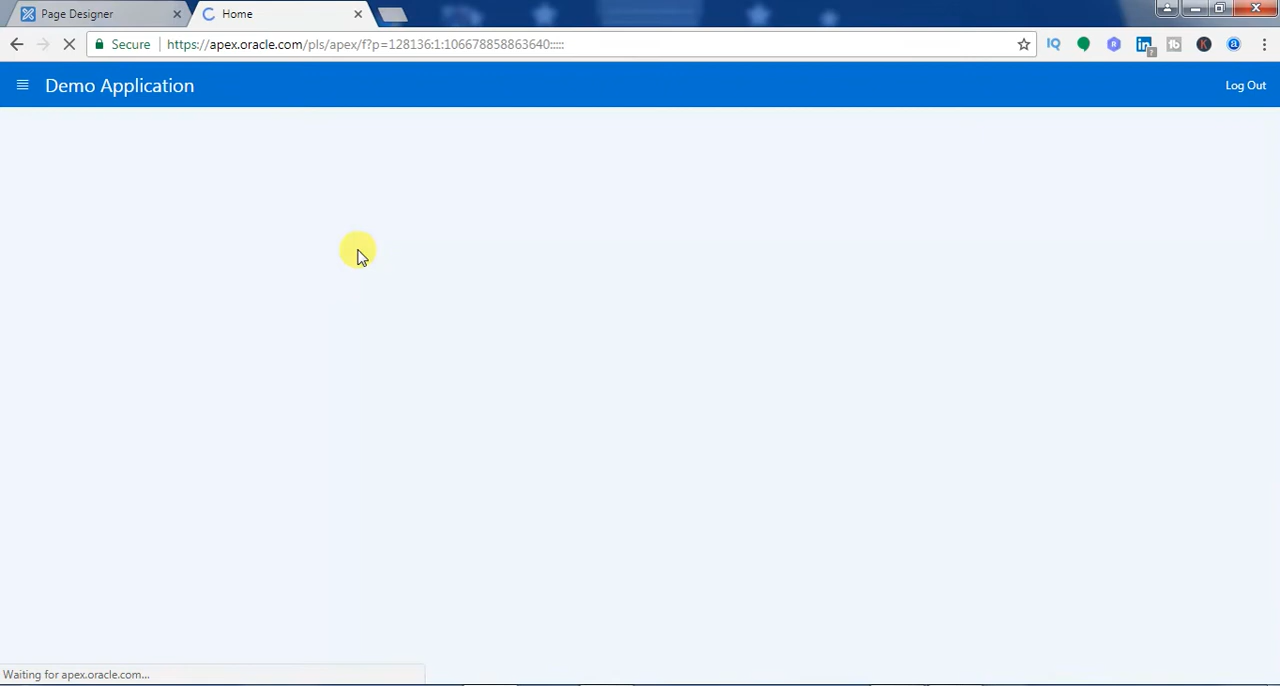 Page Designer
Home
Secure
https://apex.oracle.com/pls/apex/f?p=128136:1:106678858863640:::::
IQ
R
in
?
K
a
Demo Application
Log Out
Waiting for apex.oracle.com...